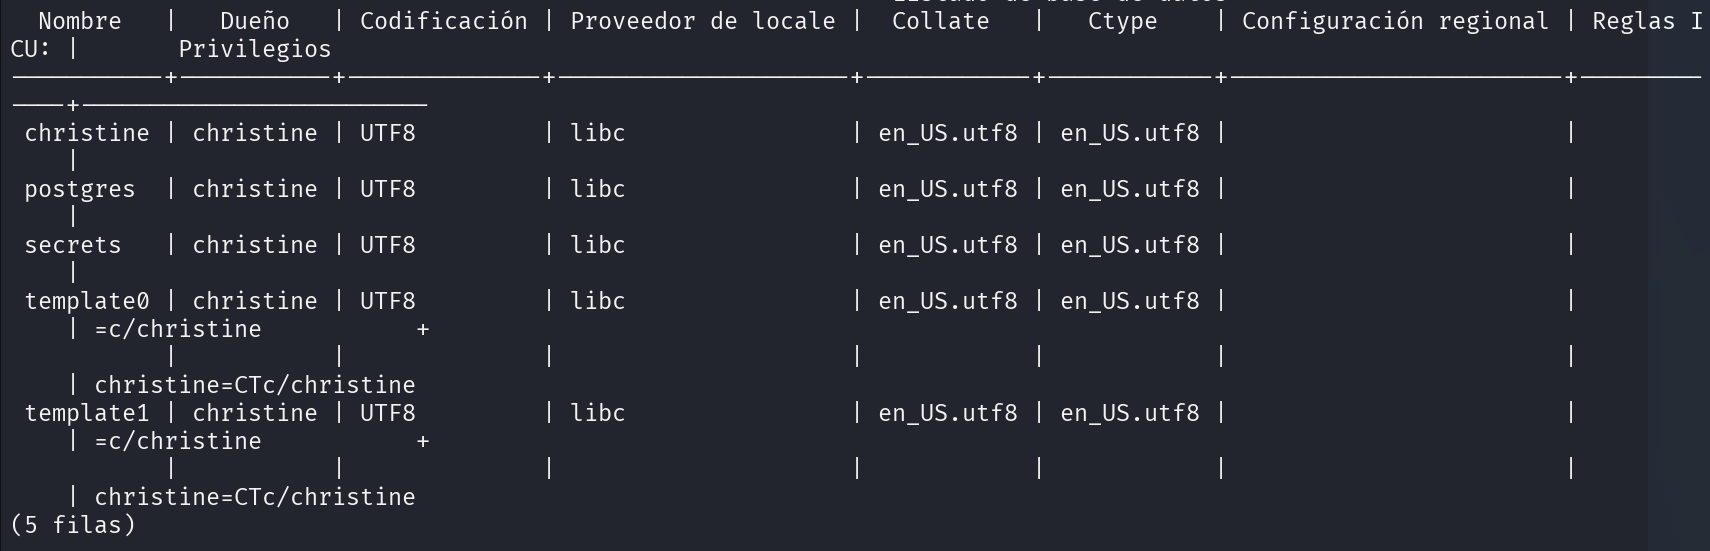 Nombre | Dueño | Codificación | Proveedor de locale | Collate | Ctype | Configuración regional | Reglas I
CU: | Privilegios
-----------+-----------+---------------+---------------------+------------+------------+------------------------+---------
----+-------------------------
christine | christine | UTF8 | libc | en_US.utf8 | en_US.utf8 | |
|
postgres | christine | UTF8 | libc | en_US.utf8 | en_US.utf8 | |
|
secrets | christine | UTF8 | libc | en_US.utf8 | en_US.utf8 | |
|
template0 | christine | UTF8 | libc | en_US.utf8 | en_US.utf8 | |
| =c/christine +
| | | | | | |
| christine=CTc/christine
template1 | christine | UTF8 | libc | en_US.utf8 | en_US.utf8 | |
| =c/christine +
| | | | | | |
| christine=CTc/christine
(5 filas)